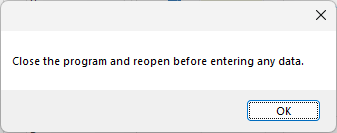 Close the program and reopen before entering any data.
OK